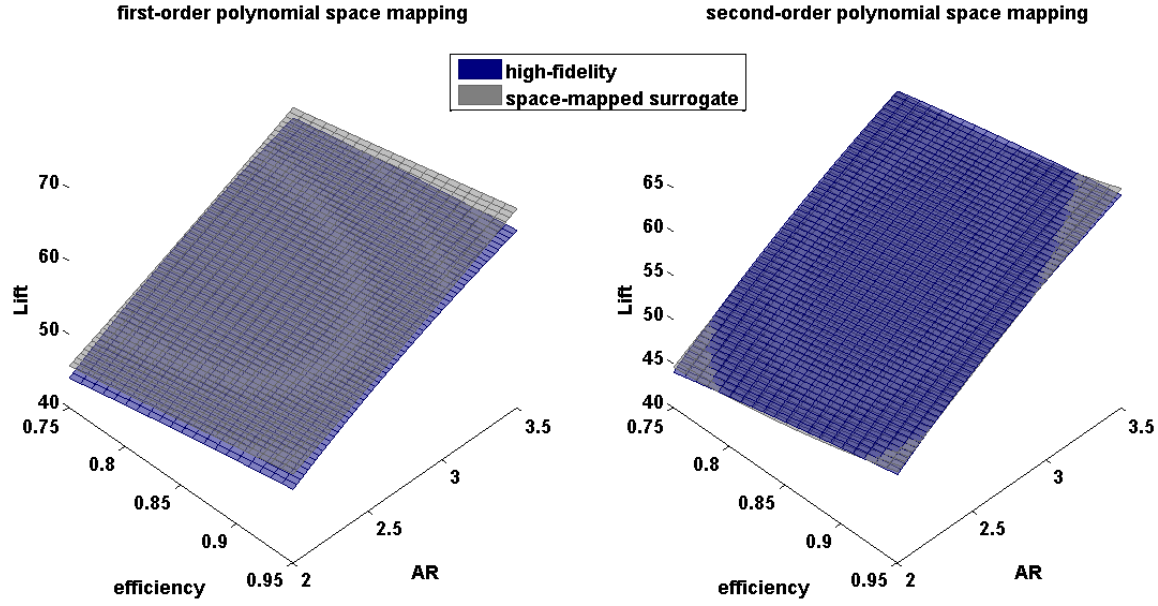 first-order polynomial space mapping
second-order polynomial space mapping
high-fidelity
space-mapped surrogate
70
60
50
40
Lift
0.75
0.8
0.85
0.9
0.95
efficiency
2
2.5
3
3.5
AR
65
60
55
50
45
40
Lift
0.75
0.8
0.85
0.9
0.95
efficiency
2
2.5
3
3.5
AR